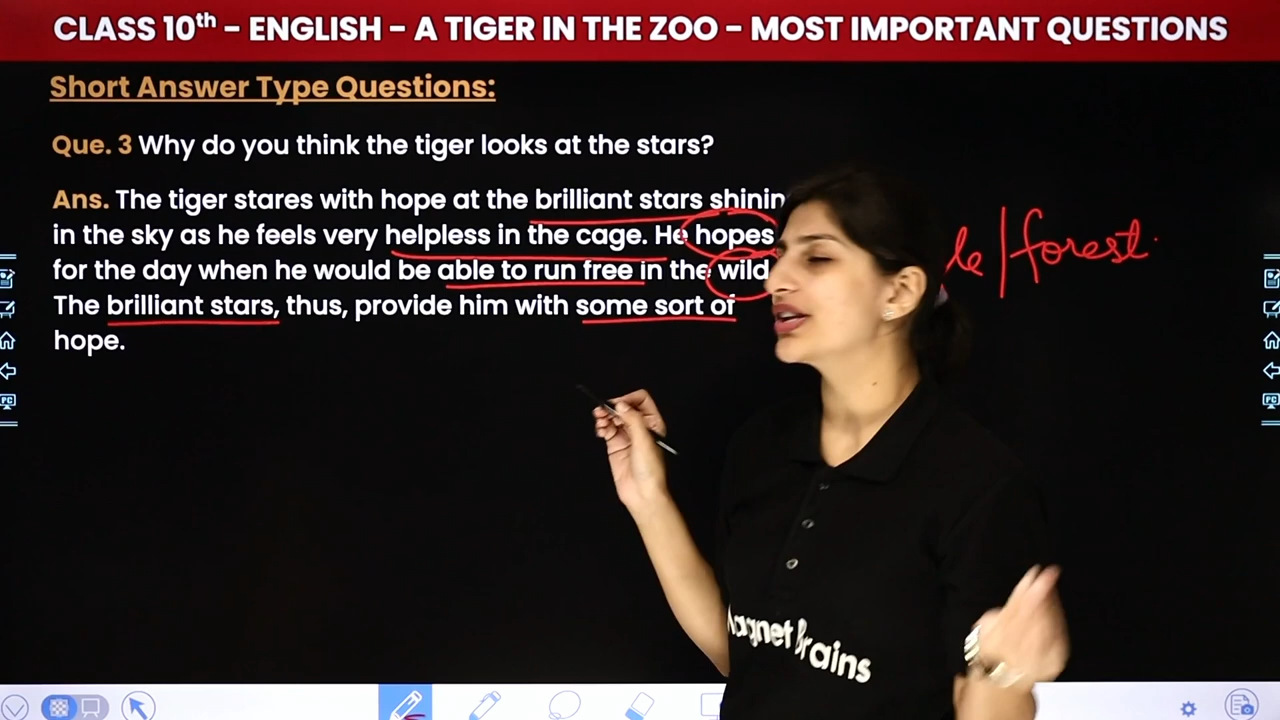 CLASS 10th - ENGLISH - A TIGER IN THE ZOO - MOST IMPORTANT QUESTIONS
Short Answer Type Questions:
Que. 3 Why do you think the tiger looks at the stars?
Ans. The tiger stares with hope at the brilliant stars
in the sky as he feels very helpless in the cage. He hopes
for the day when he would be able to run free in the wild
The brilliant stars, thus, provide him with some sort of
hope.
/forest.
Brains
PC
PC